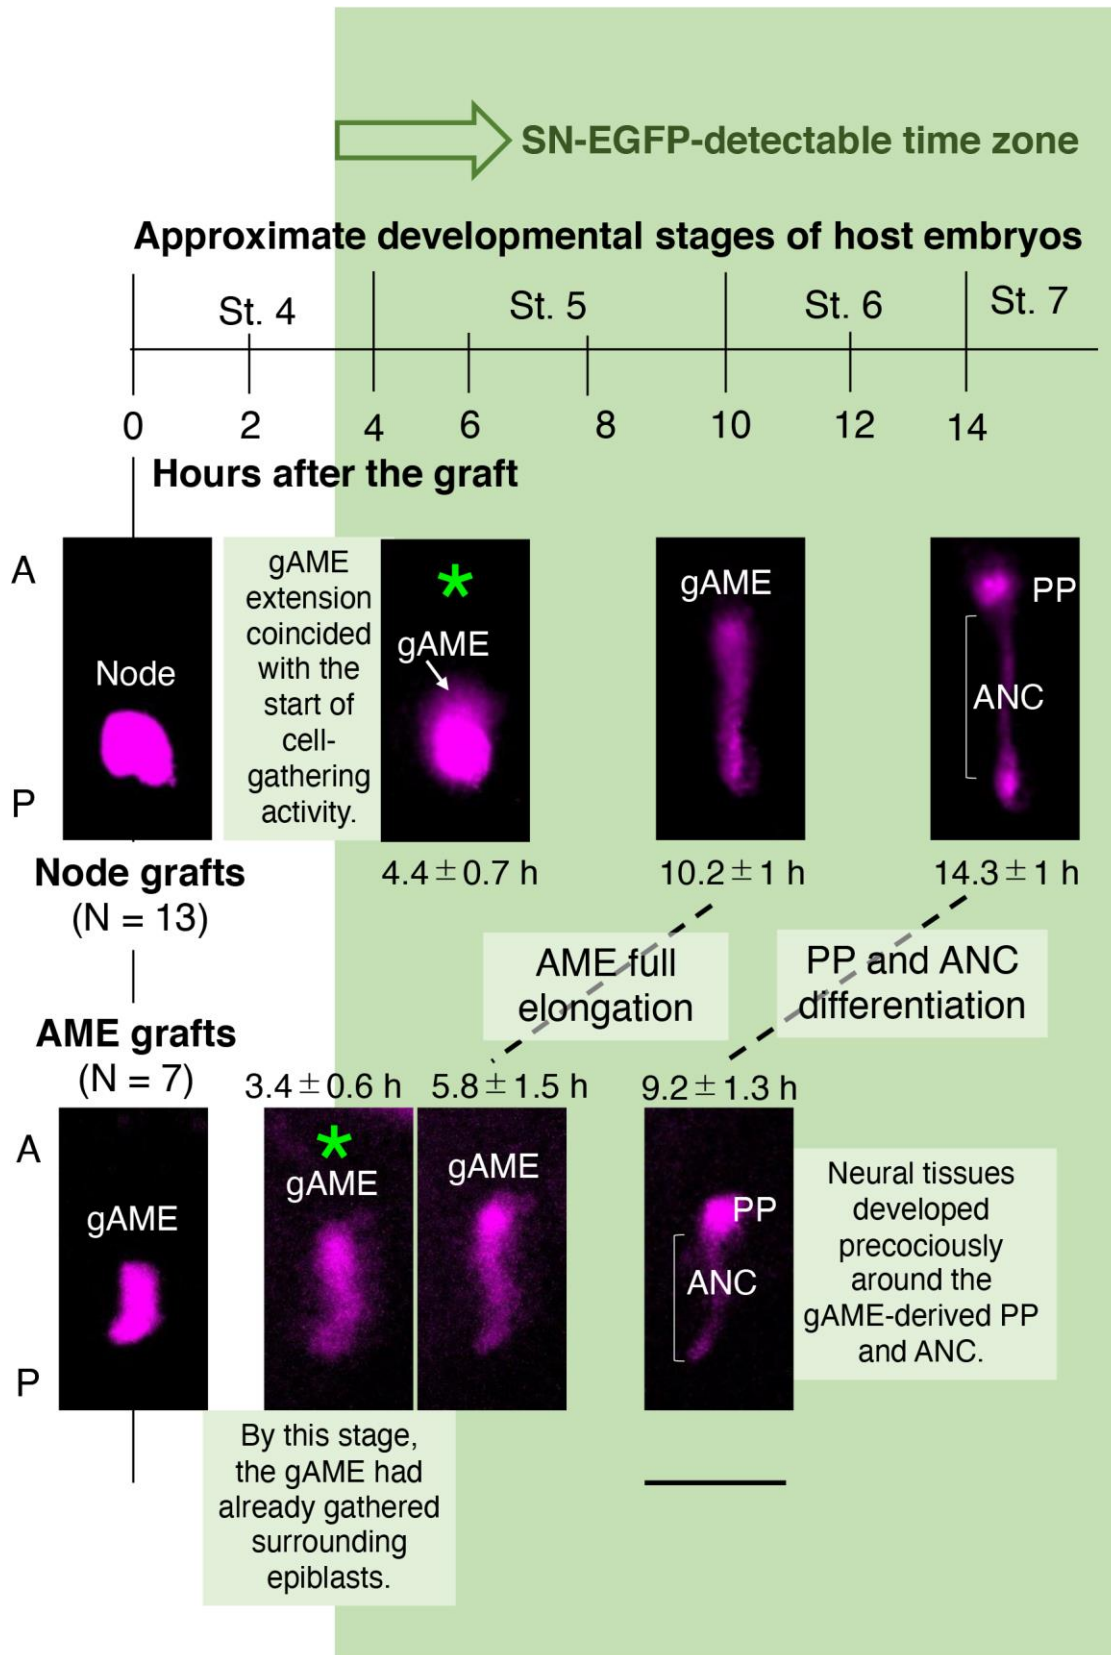 SN-EGFP-detectable time zone
Approximate developmental stages of host embryos
St. 4 St. 5 St. 6 St. 7
0 2 4 6 8 10 12 14
Hours after the graft
A
P
Node
gAME
extension
coincided
with the
start of
cell-
gathering
activity.
*
gAME
gAME
PP
ANC
Node grafts
(N = 13)
4.4 ± 0.7 h 10.2 ± 1 h 14.3 ± 1 h
AME full
elongation
PP and ANC
differentiation
AME grafts
(N = 7)
3.4 ± 0.6 h 5.8 ± 1.5 h 9.2 ± 1.3 h
A
P
gAME
*
gAME
gAME
PP
ANC
Neural tissues
developed
precociously
around the
gAME-derived PP
and ANC.
By this stage,
the gAME had
already gathered
surrounding
epiblasts.